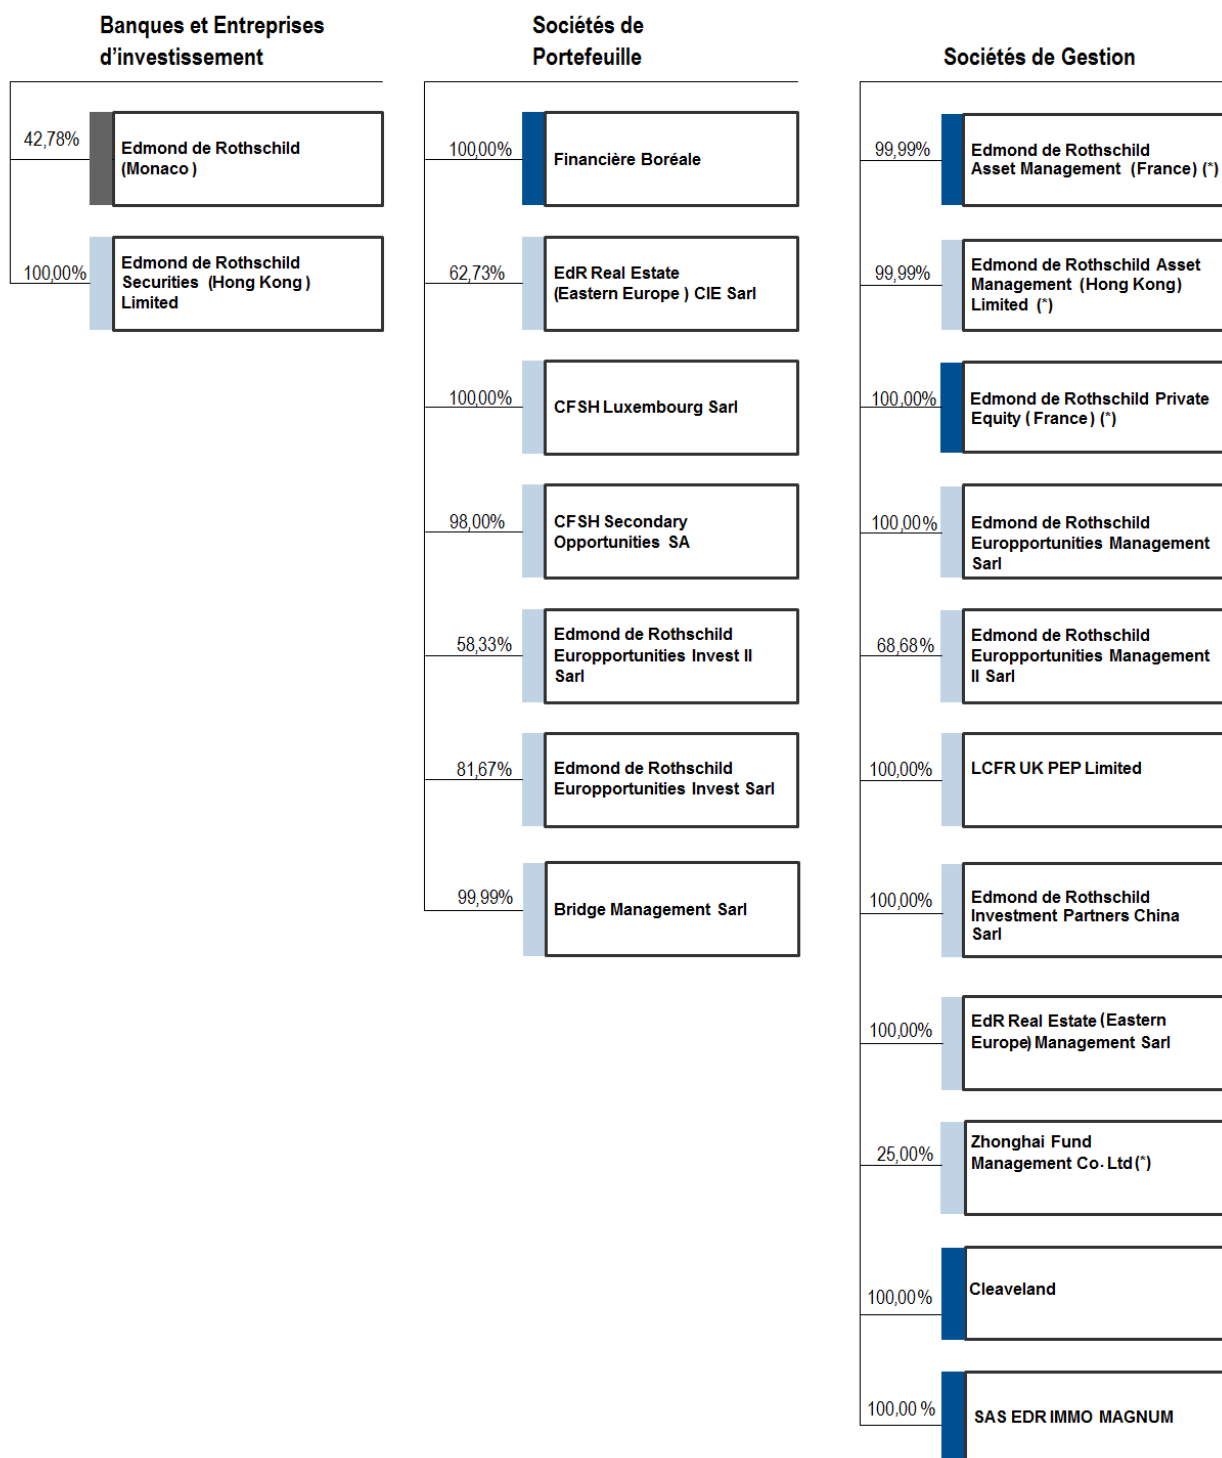 Banques et Entreprises
d'investissement
42,78%
Edmond de Rothschild
(Monaco)
100,00%
Edmond de Rothschild
Securities (Hong Kong)
Limited
Sociétés de
Portefeuille
100,00%
Financière Boréale
62,73%
EdR Real Estate
(Eastern Europe) CIE Sarl
100,00%
CFSH Luxembourg Sarl
98,00%
CFSH Secondary
Opportunities SA
58,33%
Edmond de Rothschild
Europportunities Invest II
Sarl
81,67%
Edmond de Rothschild
Europportunities Invest Sarl
99,99%
Bridge Management Sarl
Sociétés de Gestion
99,99%
Edmond de Rothschild
Asset Management (France) (*)
99,99%
Edmond de Rothschild Asset
Management (Hong Kong)
Limited (*)
100,00%
Edmond de Rothschild Private
Equity (France) (*)
100,00%
Edmond de Rothschild
Europportunities Management
Sarl
68,68%
Edmond de Rothschild
Europportunities Management
II Sarl
100,00%
LCFR UK PEP Limited
100,00%
Edmond de Rothschild
Investment Partners China
Sarl
100,00%
EdR Real Estate (Eastern
Europe) Management Sarl
25,00%
Zhonghai Fund
Management Co. Ltd (*)
100,00%
Cleaveland
100,00 %
SAS EDR IMMO MAGNUM